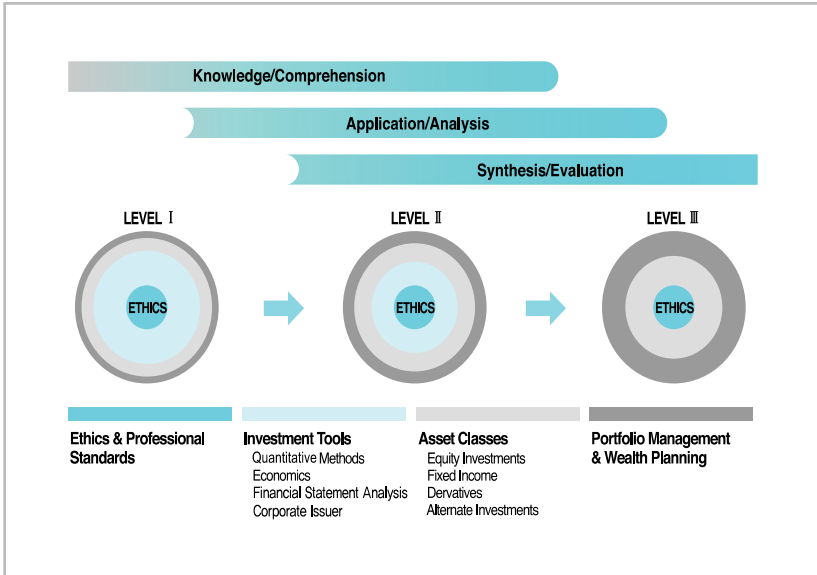 Knowledge/Comprehension
Application/Analysis
Synthesis/Evaluation
LEVEL Ⅰ
LEVEL Ⅱ
LEVEL Ⅲ
ETHICS
ETHICS
ETHICS
Ethics & Professional
Standards
Investment Tools
Quantitative Methods
Economics
Financial Statement Analysis
Corporate Issuer
Asset Classes
Equity Investments
Fixed Income
Dervatives
Alternate Investments
Portfolio Management
& Wealth Planning